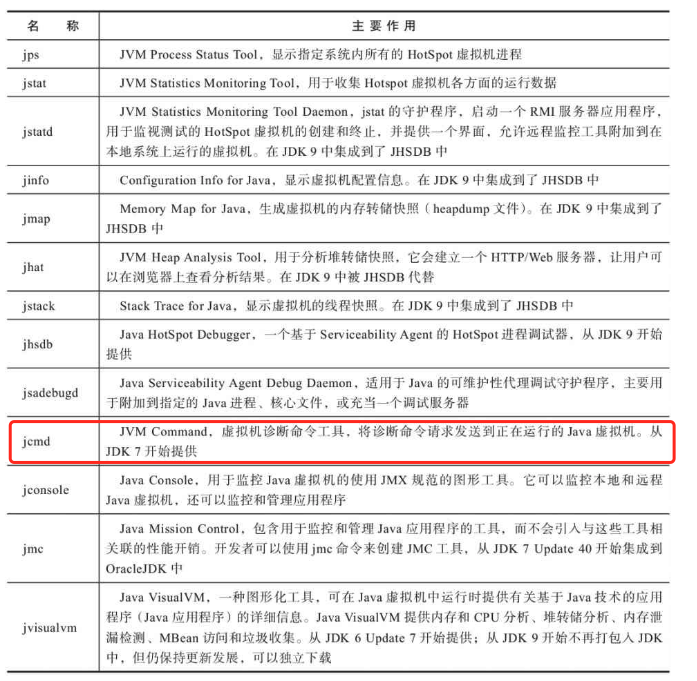 名 称 主要作用
jps JVM Process Status Tool，显示指定系统内所有的 HotSpot 虚拟机进程
jstat JVM Statistics Monitoring Tool，用于收集 Hotspot 虚拟机各方面的运行数据
JVM Statistics Monitoring Tool Daemon，jstat 的守护程序，启动一个 RMI 服务器应用程序，
jstatd 用于监视测试的 HotSpot 虚拟机的创建和终止，并提供一个界面，允许远程监控工具附加到在
本地系统上运行的虚拟机。在 JDK 9 中集成到了 JHSDB 中
jinfo Configuration Info for Java，显示虚拟机配置信息。在 JDK 9 中集成到了 JHSDB 中
jmap Memory Map for Java，生成虚拟机的内存转储快照（heapdump 文件）。在 JDK 9 中集成到了
JHSDB 中
jhat JVM Heap Analysis Tool，用于分析堆转储快照，它会建立一个 HTTP/Web 服务器，让用户可
以在浏览器上查看分析结果。在 JDK 9 中被 JHSDB 代替
jstack Stack Trace for Java，显示虚拟机的线程快照。在 JDK 9 中集成到了 JHSDB 中
jhsdb Java HotSpot Debugger，一个基于 Serviceability Agent 的 HotSpot 进程调试器，从 JDK 9 开始
提供
jsadebugd Java Serviceability Agent Debug Daemon，适用于 Java 的可维护性代理调试守护程序，主要用
于附加到指定的 Java 进程、核心文件，或充当一个调试服务器
jcmd JVM Command，虚拟机诊断命令工具，将诊断命令请求发送到正在运行的 Java 虚拟机。从
JDK 7 开始提供
jconsole Java Console，用于监控 Java 虚拟机的使用 JMX 规范的图形工具。它可以监控本地和远程
Java 虚拟机，还可以监控和管理应用程序
Java Mission Control，包含用于监控和管理 Java 应用程序的工具，而不会引入与这些工具相
jmc 关联的性能开销。开发者可以使用 jmc 命令来创建 JMC 工具，从 JDK 7 Update 40 开始集成到
OracleJDK 中
Java VisualVM，一种图形化工具，可在 Java 虚拟机中运行时提供有关基于 Java 技术的应用
程序（Java 应用程序）的详细信息。Java VisualVM 提供内存和 CPU 分析、堆转储分析、内存泄
jvisualvm 漏检测、MBean 访问和垃圾收集。从 JDK 6 Update 7 开始提供；从 JDK 9 开始不再打包入 JDK
中，但仍保持更新发展，可以独立下载